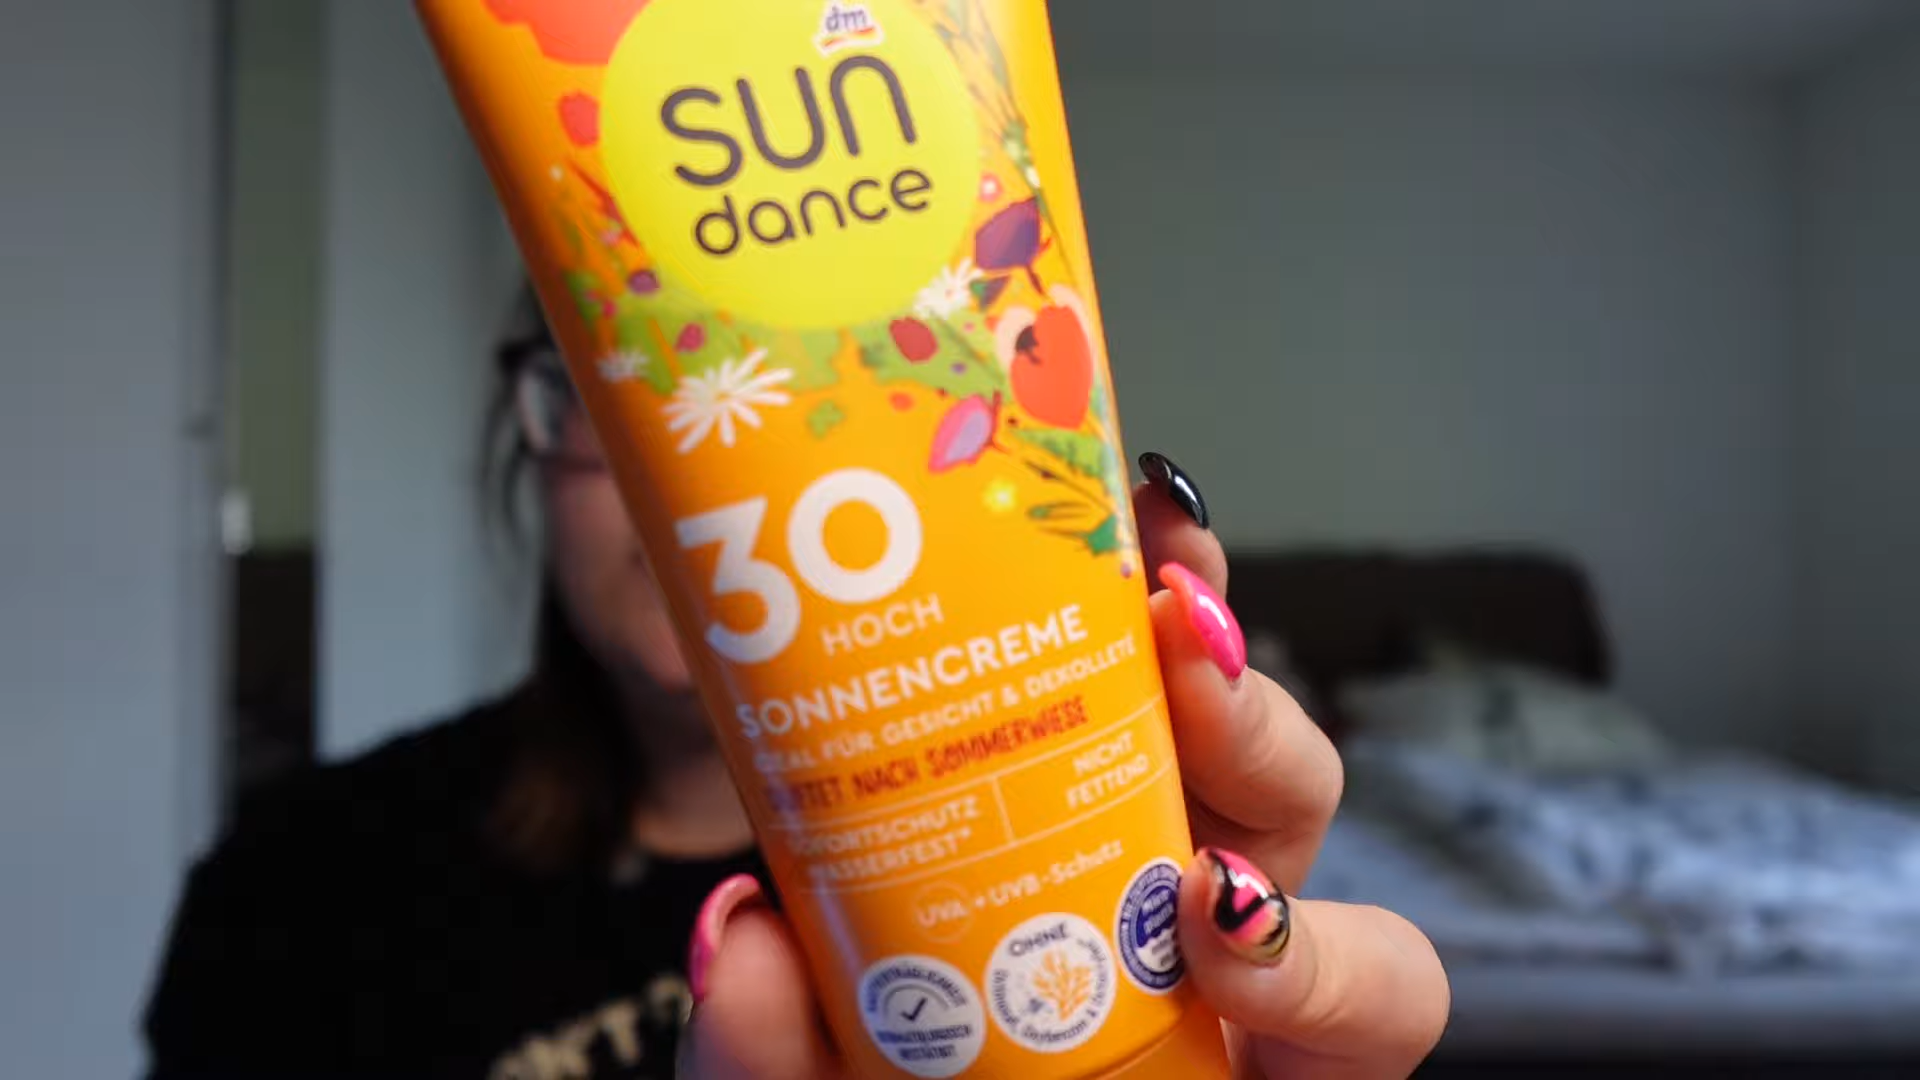 dm
SUN
dance
30
HOCH
SONNENCREME
IDEAL FÜR GESICHT & DEKOLLETÉ
DUFTET NACH SOMMERWIESE
SOFORTSCHUTZ
WASSERFEST*
NICHT
FETTEND
UVA + UVB-Schutz
OHNE